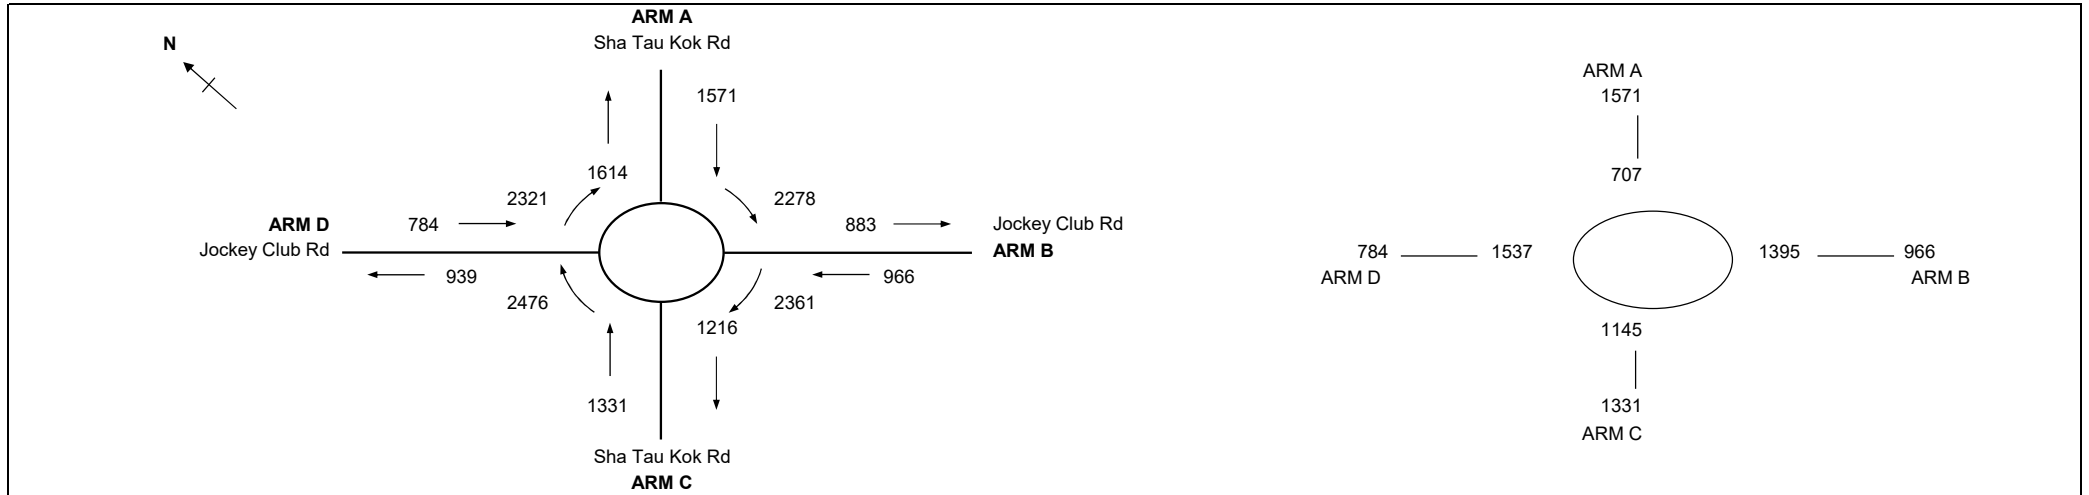 ARM A
Sha Tau Kok Rd
N
1571
1614
2321
2278
ARM D
784
883
Jockey Club Rd
Jockey Club Rd
ARM B
939
966
2476
2361
1216
1331
Sha Tau Kok Rd
ARM C
ARM A
1571
707
784
1537
1395
966
ARM D
ARM B
1145
1331
ARM C